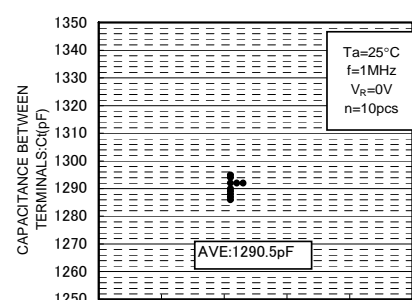 CAPACITANCE BETWEEN
TERMINALS:Ct(pF)
1350
1340
1330
1320
1310
1300
1290
1280
1270
1260
1250
Ta=25°C
f=1MHz
VR=0V
n=10pcs
AVE:1290.5pF